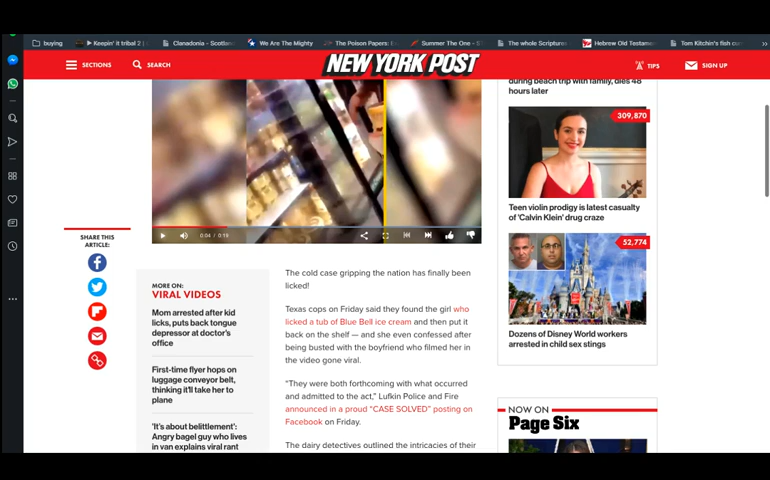 buying
Keepin' it tribal 2 |
Clanadonia - Scotlan
We Are The Mighty
The Poison Papers:
Summer The One - S
The whole Scripture
Hebrew Old Testame
Tom Kitchin's fish cur
SECTIONS
SEARCH
NEW YORK POST
TIPS
SIGN UP
0:04 / 0:19
SHARE THIS
ARTICLE:
MORE ON:
VIRAL VIDEOS
Mom arrested after kid
licks, puts back tongue
depressor at doctor's
office
First-time flyer hops on
luggage conveyor belt,
thinking it'll take her to
plane
'It's about belittlement':
Angry bagel guy who lives
in van explains viral rant
The cold case gripping the nation has finally been
licked!
Texas cops on Friday said they found the girl who
licked a tub of Blue Bell ice cream and then put it
back on the shelf — and she even confessed after
being busted with the boyfriend who filmed her in
the video gone viral.
"They were both forthcoming with what occurred
and admitted to the act," Lufkin Police and Fire
announced in a proud "CASE SOLVED" posting on
Facebook on Friday.
The dairy detectives outlined the intricacies of their
during beach trip with family, dies 48
hours later
309,870
Teen violin prodigy is latest casualty
of 'Calvin Klein' drug craze
52,774
Dozens of Disney World workers
arrested in child sex stings
NOW ON
Page Six